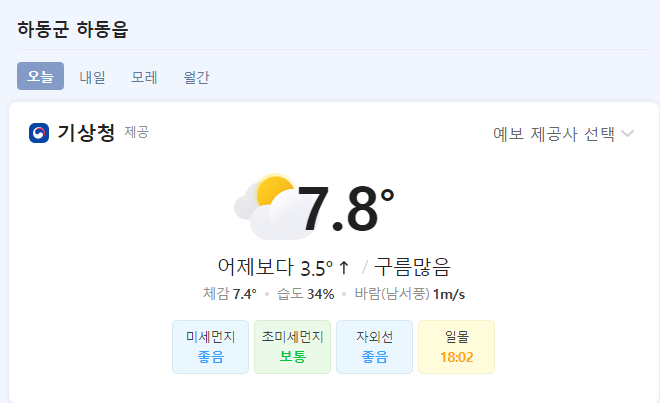 하동군 하동읍
오늘 내일 모레 월간
기상청 제공 예보 제공사 선택
7.8°
어제보다 3.5° ↑ / 구름많음
체감 7.4° • 습도 34% • 바람(남서풍) 1m/s
미세먼지 초미세먼지 자외선 일몰
좋음 보통 좋음 18:02